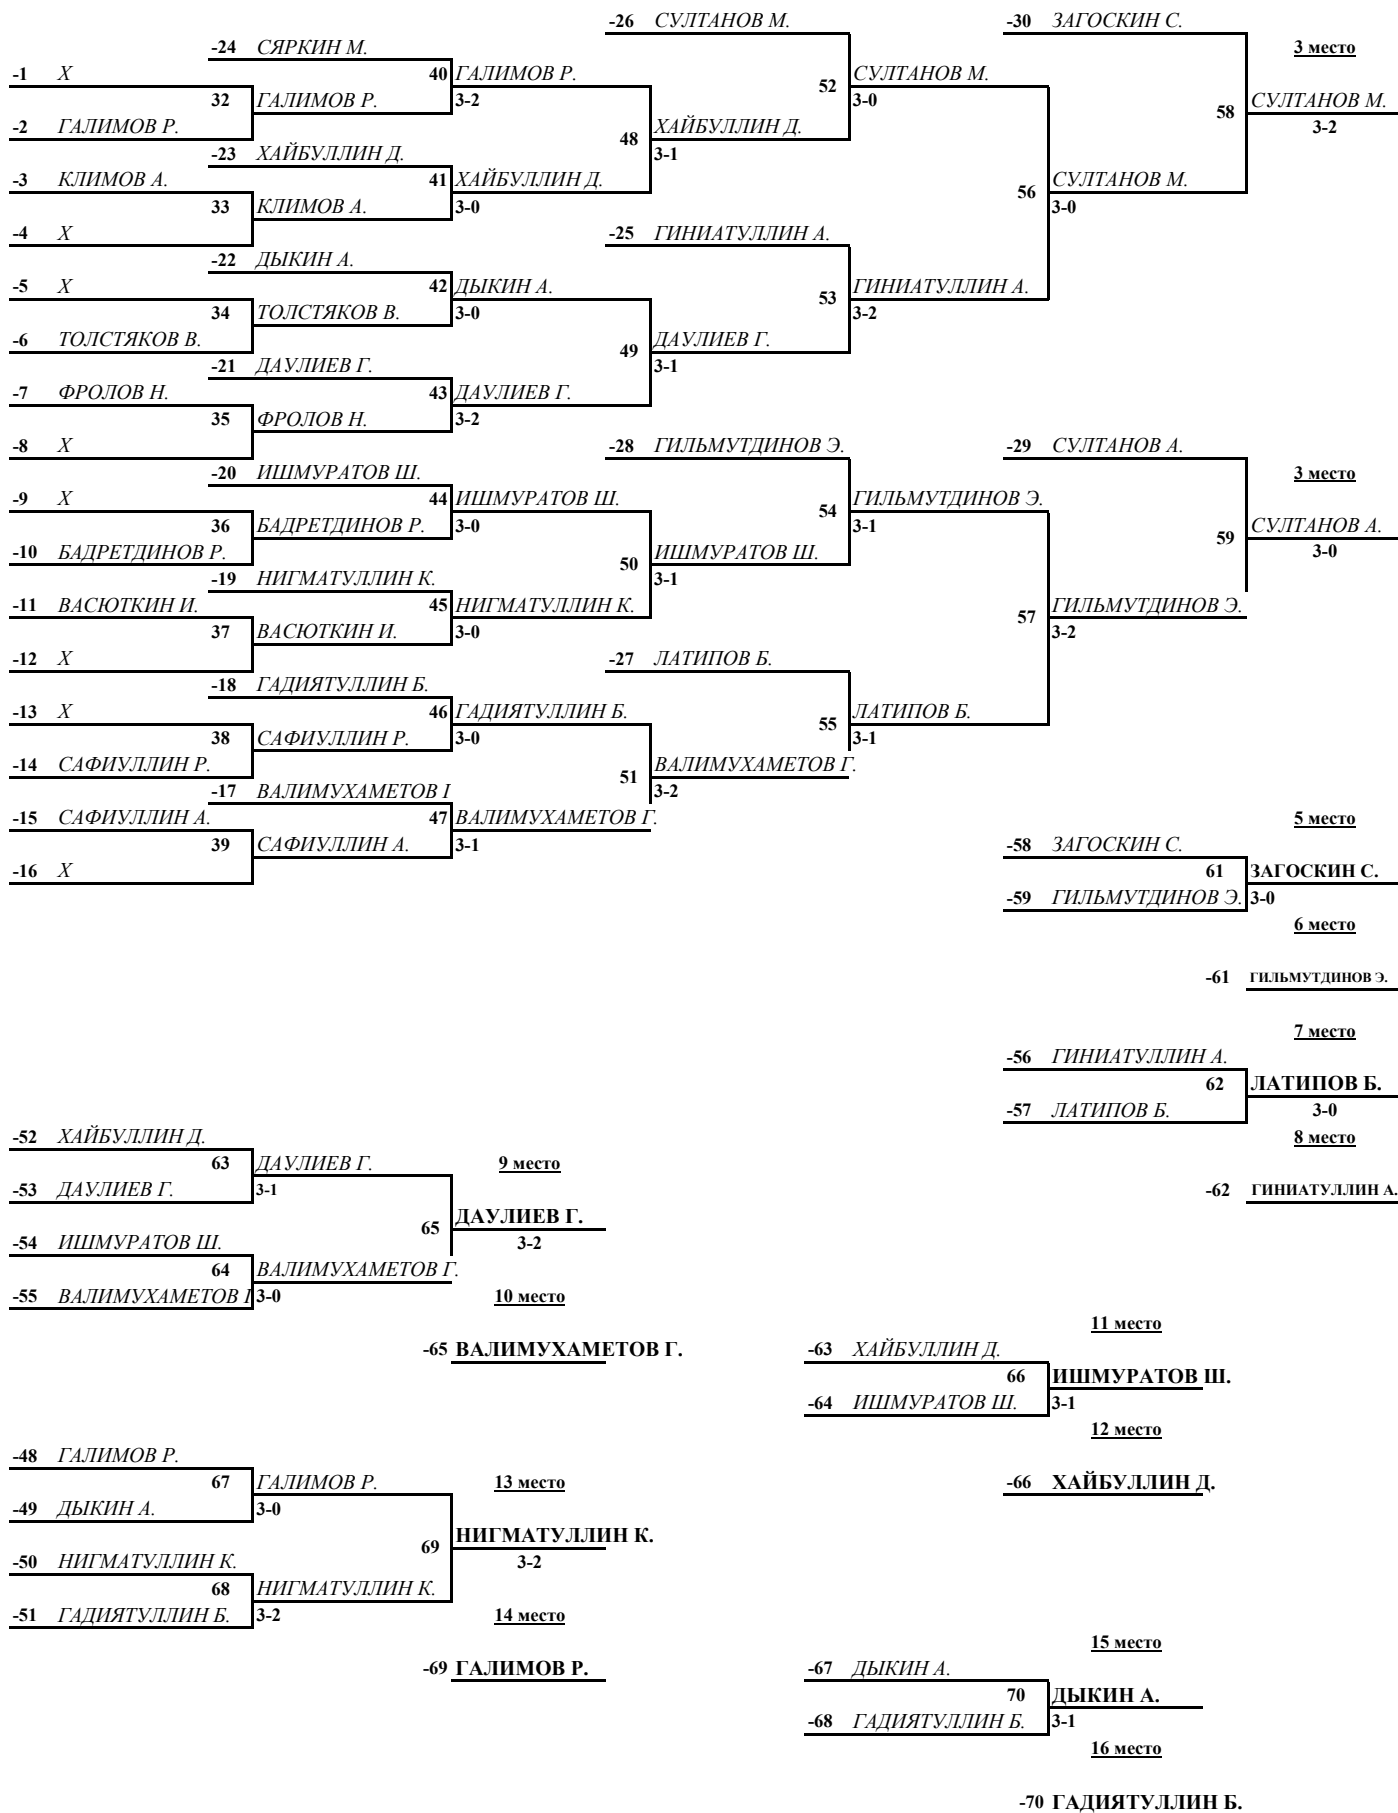 -26 СУЛТАНОВ М. -30 ЗАГОСКИН С.
-24 СЯРКИН М. 3 место
-1 Х 40 ГАЛИМОВ Р. 52 СУЛТАНОВ М.
32 ГАЛИМОВ Р. 3-2 3-0 58 СУЛТАНОВ М.
-2 ГАЛИМОВ Р. 48 ХАЙБУЛЛИН Д. 3-2
-23 ХАЙБУЛЛИН Д. 3-1
-3 КЛИМОВ А. 41 ХАЙБУЛЛИН Д. 56 СУЛТАНОВ М.
33 КЛИМОВ А. 3-0 3-0
-4 Х -25 ГИНИАТУЛЛИН А.
-22 ДЫКИН А.
-5 Х 42 ДЫКИН А. 53 ГИНИАТУЛЛИН А.
34 ТОЛСТЯКОВ В. 3-0 3-2
-6 ТОЛСТЯКОВ В. 49 ДАУЛИЕВ Г.
-21 ДАУЛИЕВ Г. 3-1
-7 ФРОЛОВ Н. 43 ДАУЛИЕВ Г.
35 ФРОЛОВ Н. 3-2
-8 Х -28 ГИЛЬМУТДИНОВ Э. -29 СУЛТАНОВ А.
-20 ИШМУРАТОВ Ш. 3 место
-9 Х 44 ИШМУРАТОВ Ш. 54 ГИЛЬМУТДИНОВ Э.
36 БАДРЕТДИНОВ Р. 3-0 3-1 59 СУЛТАНОВ А.
-10 БАДРЕТДИНОВ Р. 50 ИШМУРАТОВ Ш. 3-0
-19 НИГМАТУЛЛИН К. 3-1
-11 ВАСЮТКИН И. 45 НИГМАТУЛЛИН К. 57 ГИЛЬМУТДИНОВ Э.
37 ВАСЮТКИН И. 3-0 3-2
-12 Х -27 ЛАТИПОВ Б.
-18 ГАДИЯТУЛЛИН Б.
-13 Х 46 ГАДИЯТУЛЛИН Б. 55 ЛАТИПОВ Б.
38 САФИУЛЛИН Р. 3-0 3-1
-14 САФИУЛЛИН Р. 51 ВАЛИМУХАМЕТОВ Г.
-17 ВАЛИМУХАМЕТОВ Г 3-2
-15 САФИУЛЛИН А. 47 ВАЛИМУХАМЕТОВ Г. 5 место
39 САФИУЛЛИН А. 3-1 -58 ЗАГОСКИН С.
-16 Х 61 ЗАГОСКИН С.
-59 ГИЛЬМУТДИНОВ Э. 3-0
6 место
-61 ГИЛЬМУТДИНОВ Э.
7 место
-56 ГИНИАТУЛЛИН А.
62 ЛАТИПОВ Б.
-57 ЛАТИПОВ Б. 3-0
-52 ХАЙБУЛЛИН Д. 8 место
63 ДАУЛИЕВ Г. 9 место
-53 ДАУЛИЕВ Г. 3-1 -62 ГИНИАТУЛЛИН А.
65 ДАУЛИЕВ Г.
-54 ИШМУРАТОВ Ш. 3-2
64 ВАЛИМУХАМЕТОВ Г.
-55 ВАЛИМУХАМЕТОВ Г 3-0 10 место
11 место
-65 ВАЛИМУХАМЕТОВ Г. -63 ХАЙБУЛЛИН Д.
66 ИШМУРАТОВ Ш.
-64 ИШМУРАТОВ Ш. 3-1
12 место
-48 ГАЛИМОВ Р.
67 ГАЛИМОВ Р. 13 место -66 ХАЙБУЛЛИН Д.
-49 ДЫКИН А. 3-0
69 НИГМАТУЛЛИН К.
-50 НИГМАТУЛЛИН К. 3-2
68 НИГМАТУЛЛИН К.
-51 ГАДИЯТУЛЛИН Б. 3-2 14 место
15 место
-69 ГАЛИМОВ Р. -67 ДЫКИН А.
70 ДЫКИН А.
-68 ГАДИЯТУЛЛИН Б. 3-1
16 место
-70 ГАДИЯТУЛЛИН Б.